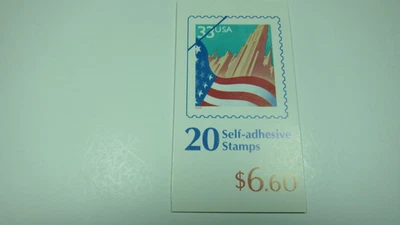 33 USA
20 Self-adhesive
Stamps
$6.60